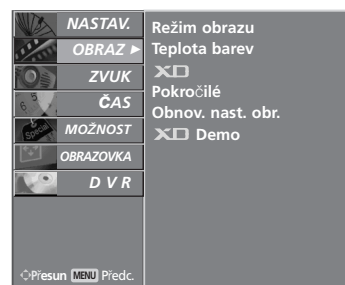 NASTAV.
OBRAZ ►
ZVUK
ČAS
MOŽNOST
OBRAZOVKA
D V R
Režim obrazu
Teplota barev
XD
Pokročilé
Obnov. nast. obr.
XD Demo
Přesun MENU Předc.